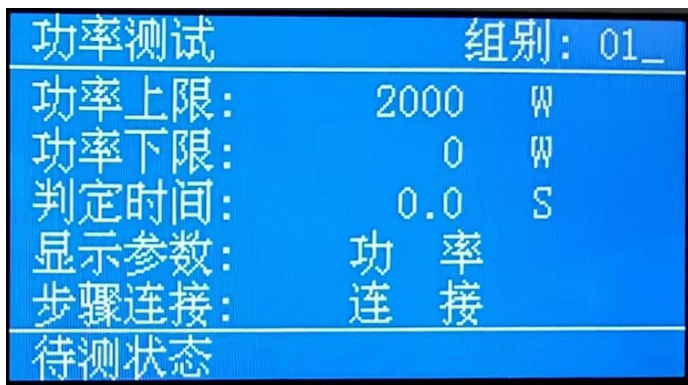 功率测试 组别: 01_
功率上限: 2000 W
功率下限: 0 W
判定时间: 0.0 S
显示参数: 功 率
步骤连接: 连 接
待测状态